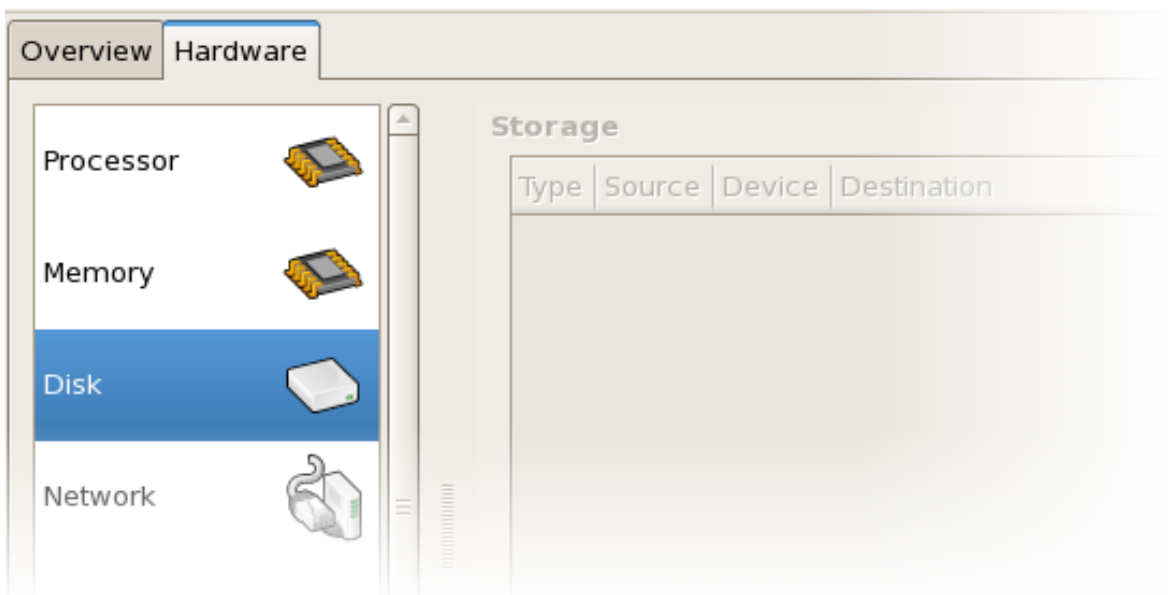 Overview Hardware
Processor
Memory
Disk
Network
Storage
Type Source Device Destination